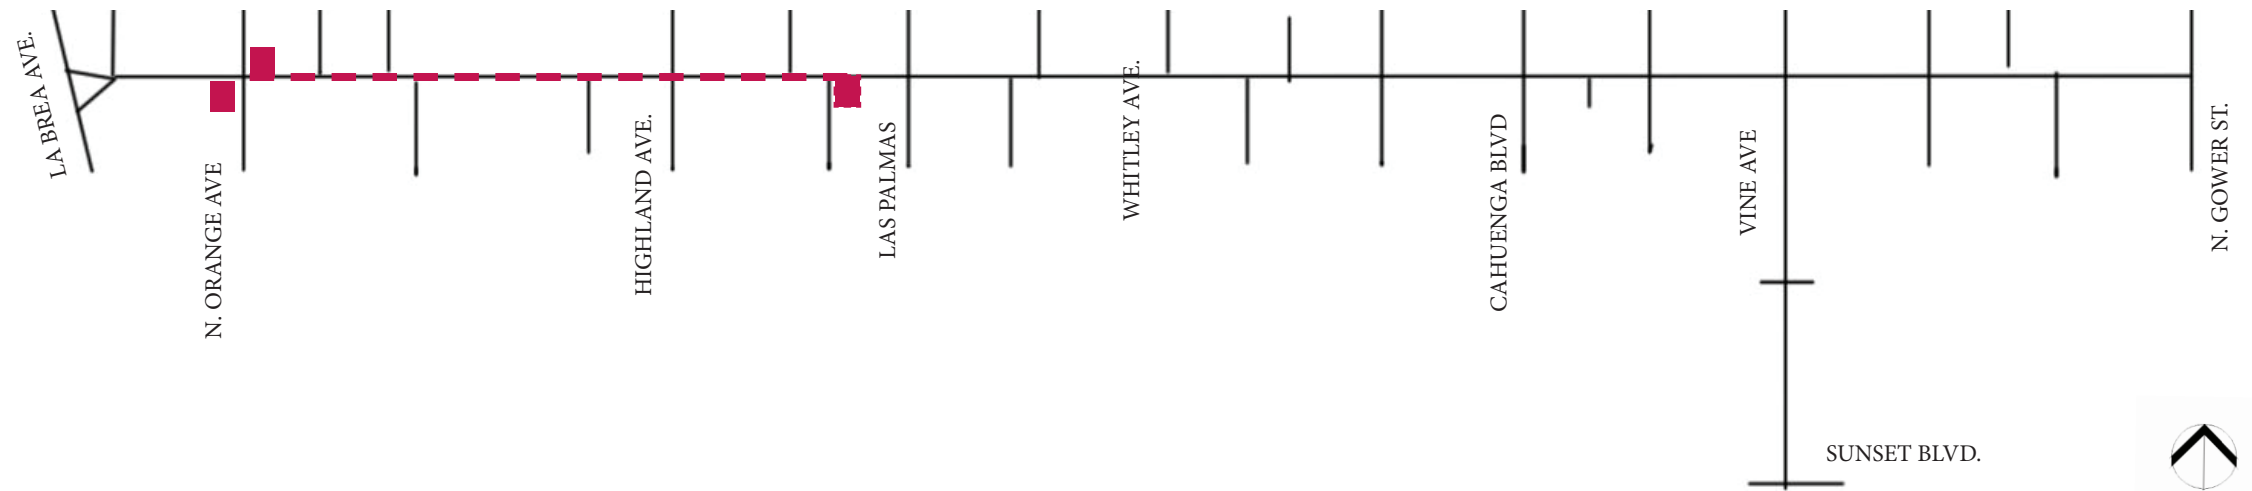 LA BREA AVE.
N. ORANGE AVE
HIGHLAND AVE.
LAS PALMAS
WHITLEY AVE.
CAHUENGA BLVD
VINE AVE
N. GOWER ST.
SUNSET BLVD.